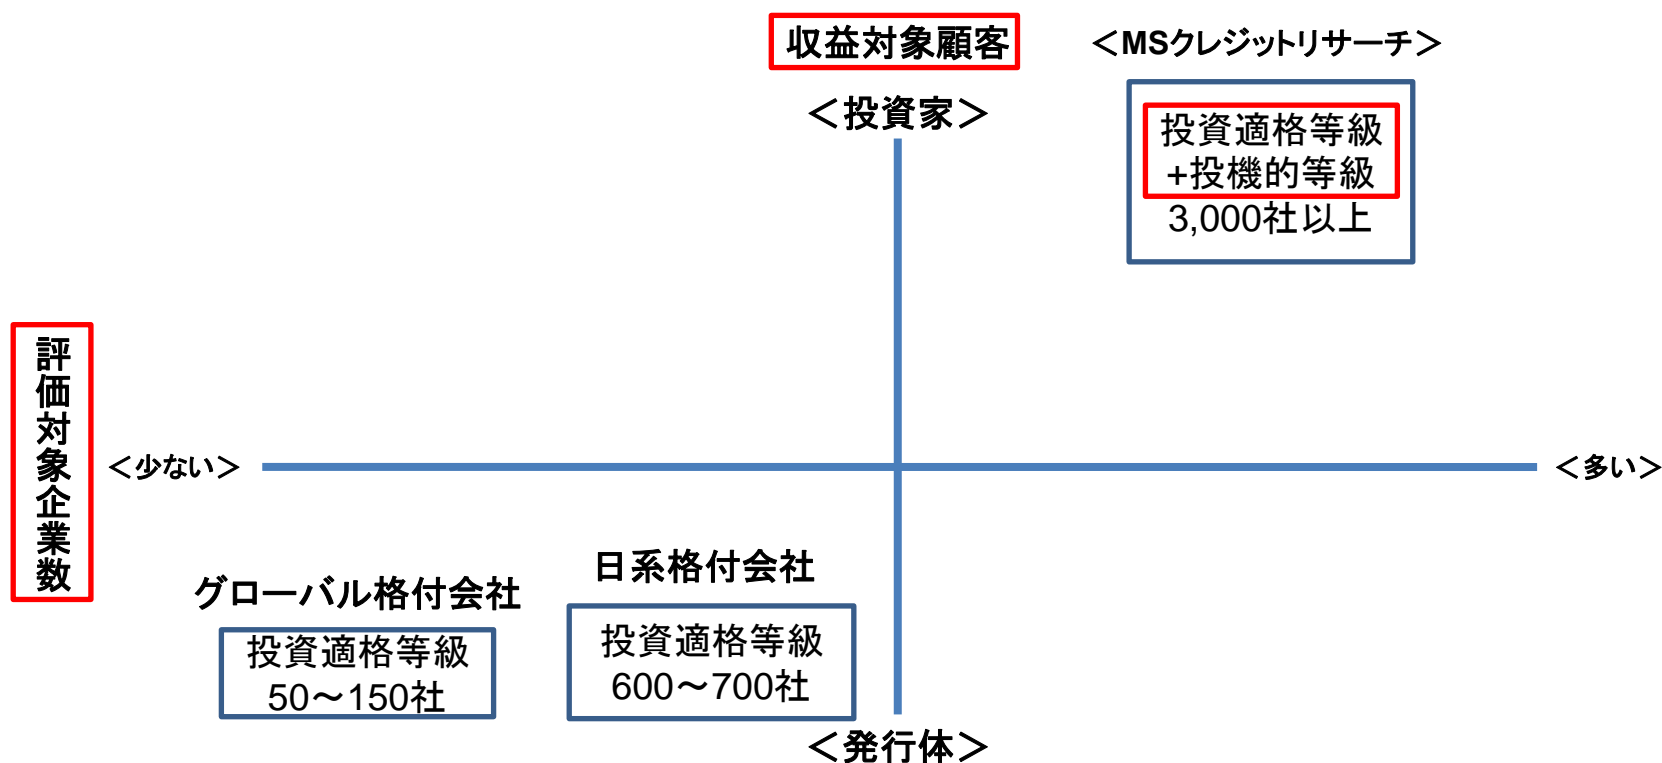 収益対象顧客
＜MSクレジットリサーチ＞
＜投資家＞
投資適格等級
+投機的等級
3,000社以上
評価対象企業数
＜少ない＞
＜多い＞
グローバル格付会社
投資適格等級
50～150社
日系格付会社
投資適格等級
600～700社
＜発行体＞